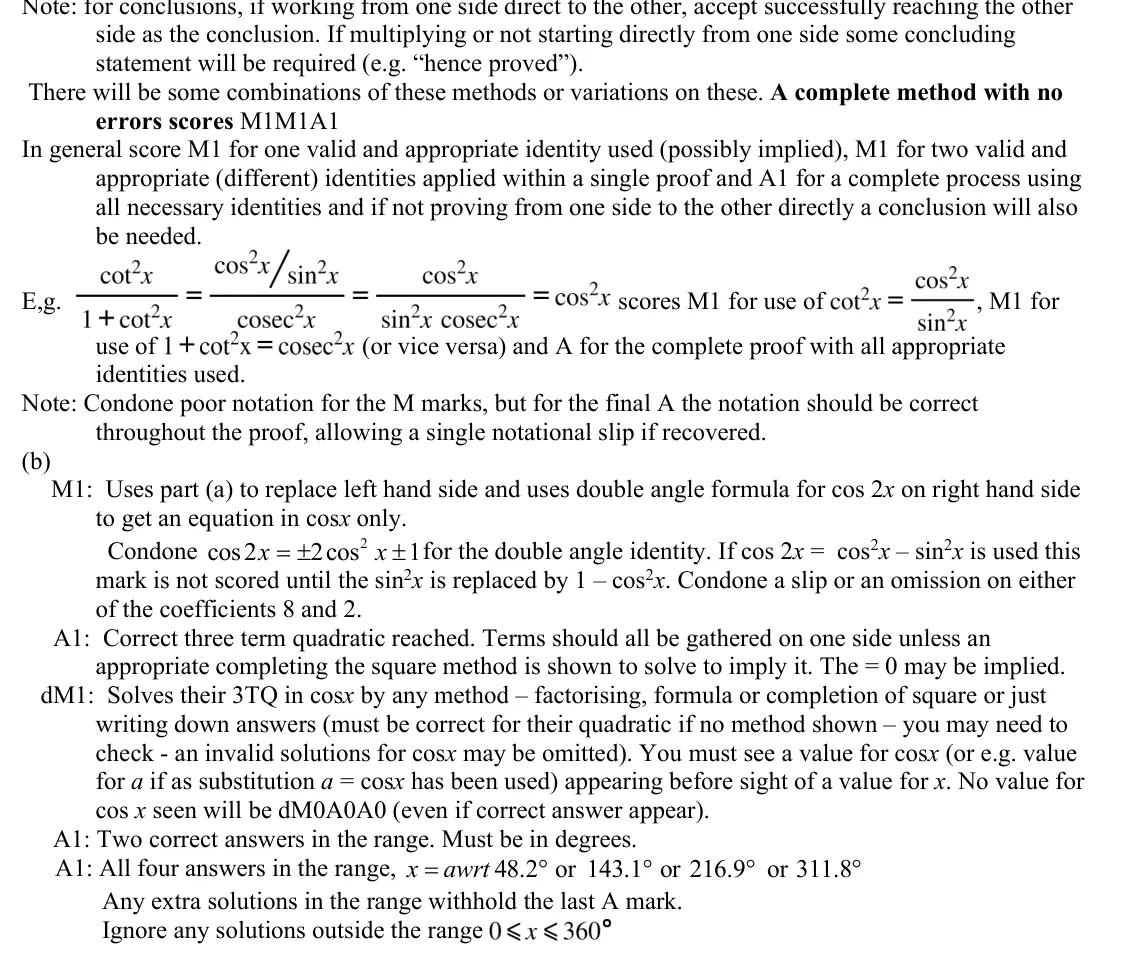 Note: for conclusions, if working from one side direct to the other, accept successfully reaching the other
side as the conclusion. If multiplying or not starting directly from one side some concluding
statement will be required (e.g. “hence proved”).
There will be some combinations of these methods or variations on these. A complete method with no
errors scores M1M1A1
In general score M1 for one valid and appropriate identity used (possibly implied), M1 for two valid and
appropriate (different) identities applied within a single proof and A1 for a complete process using
all necessary identities and if not proving from one side to the other directly a conclusion will also
be needed.
E,g. cot²x / (1 + cot²x) = (cos²x/sin²x) / cosec²x = cos²x / (sin²x cosec²x) = cos²x scores M1 for use of cot²x = cos²x / sin²x, M1 for
use of 1 + cot²x = cosec²x (or vice versa) and A for the complete proof with all appropriate
identities used.
Note: Condone poor notation for the M marks, but for the final A the notation should be correct
throughout the proof, allowing a single notational slip if recovered.
(b)
M1: Uses part (a) to replace left hand side and uses double angle formula for cos 2x on right hand side
to get an equation in cosx only.
Condone cos 2x = ±2 cos² x ± 1 for the double angle identity. If cos 2x = cos²x – sin²x is used this
mark is not scored until the sin²x is replaced by 1 – cos²x. Condone a slip or an omission on either
of the coefficients 8 and 2.
A1: Correct three term quadratic reached. Terms should all be gathered on one side unless an
appropriate completing the square method is shown to solve to imply it. The = 0 may be implied.
dM1: Solves their 3TQ in cosx by any method – factorising, formula or completion of square or just
writing down answers (must be correct for their quadratic if no method shown – you may need to
check - an invalid solutions for cosx may be omitted). You must see a value for cosx (or e.g. value
for a if as substitution a = cosx has been used) appearing before sight of a value for x. No value for
cos x seen will be dM0A0A0 (even if correct answer appear).
A1: Two correct answers in the range. Must be in degrees.
A1: All four answers in the range, x = awrt 48.2° or 143.1° or 216.9° or 311.8°
Any extra solutions in the range withhold the last A mark.
Ignore any solutions outside the range 0 ⩽ x ⩽ 360°